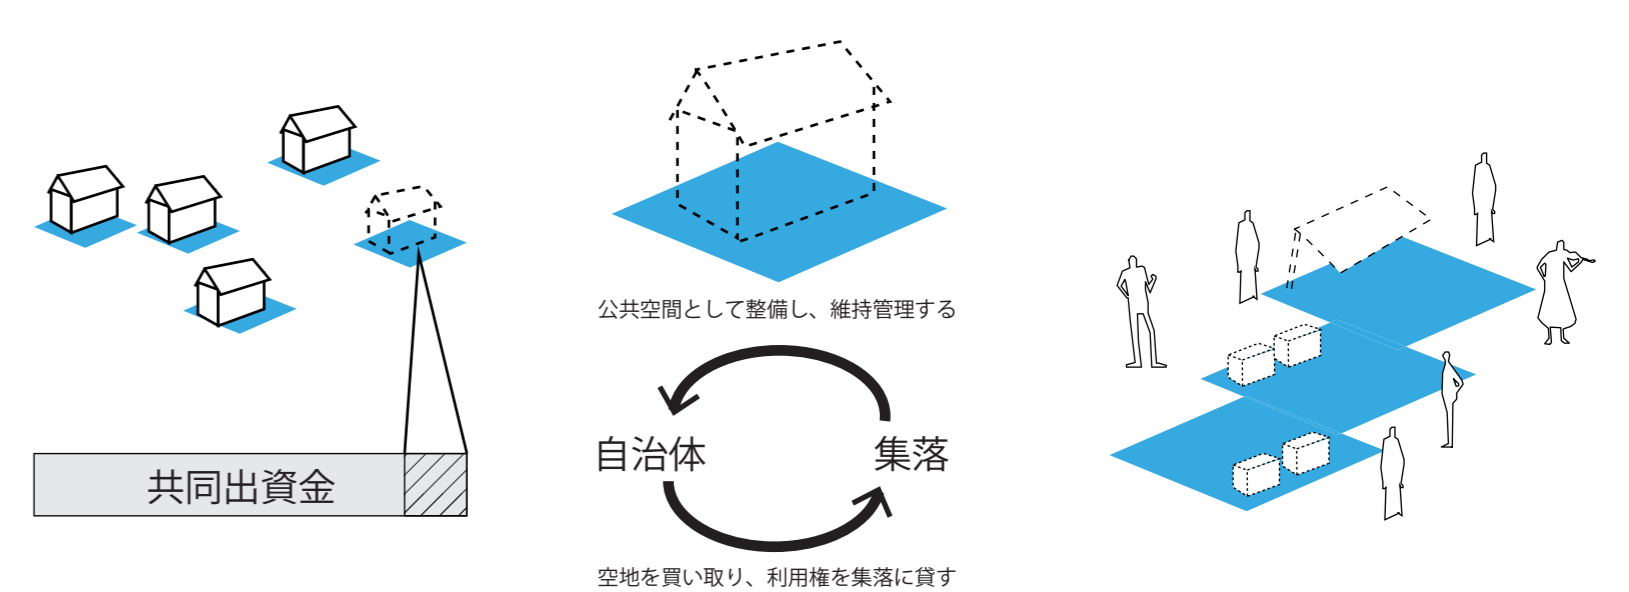 共同出資金
公共空間として整備し、維持管理する
自治体
集落
空地を買い取り、利用権を集落に貸す